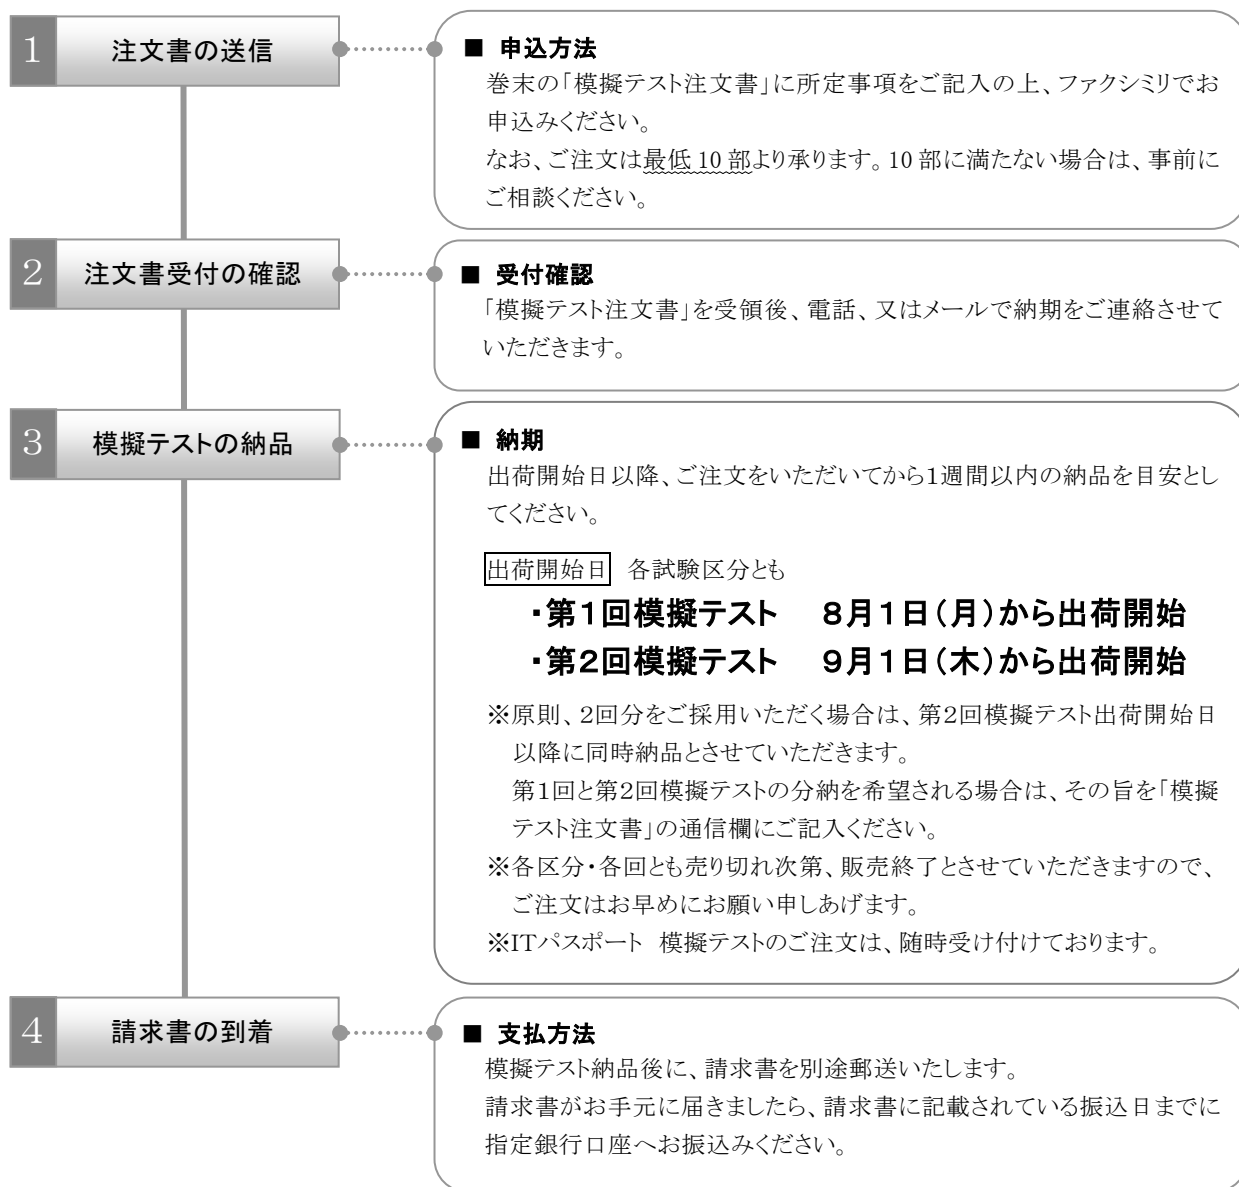 1 注文書の送信
■ 申込方法
巻末の「模擬テスト注文書」に所定事項をご記入の上、ファクシミリでお
申込みください。
なお、ご注文は最低 10 部より承ります。10 部に満たない場合は、事前に
ご相談ください。
2 注文書受付の確認
■ 受付確認
「模擬テスト注文書」を受領後、電話、又はメールで納期をご連絡させて
いただきます。
3 模擬テストの納品
■ 納期
出荷開始日以降、ご注文をいただいてから1週間以内の納品を目安とし
てください。
出荷開始日 各試験区分とも
・第1回模擬テスト 8月1日(月)から出荷開始
・第2回模擬テスト 9月1日(木)から出荷開始
※原則、2回分をご採用いただく場合は、第2回模擬テスト出荷開始日
以降に同時納品とさせていただきます。
第1回と第2回模擬テストの分納を希望される場合は、その旨を「模擬
テスト注文書」の通信欄にご記入ください。
※各区分・各回とも売り切れ次第、販売終了とさせていただきますので、
ご注文はお早めにお願い申しあげます。
※ITパスポート 模擬テストのご注文は、随時受け付けております。
4 請求書の到着
■ 支払方法
模擬テスト納品後に、請求書を別途郵送いたします。
請求書がお手元に届きましたら、請求書に記載されている振込日までに
指定銀行口座へお振込みください。